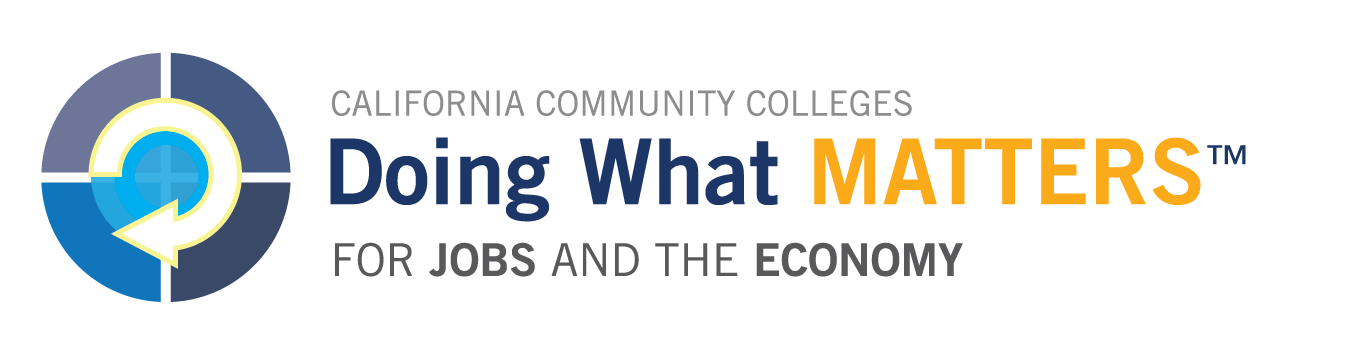 CALIFORNIA COMMUNITY COLLEGES
Doing What MATTERS™
FOR JOBS AND THE ECONOMY